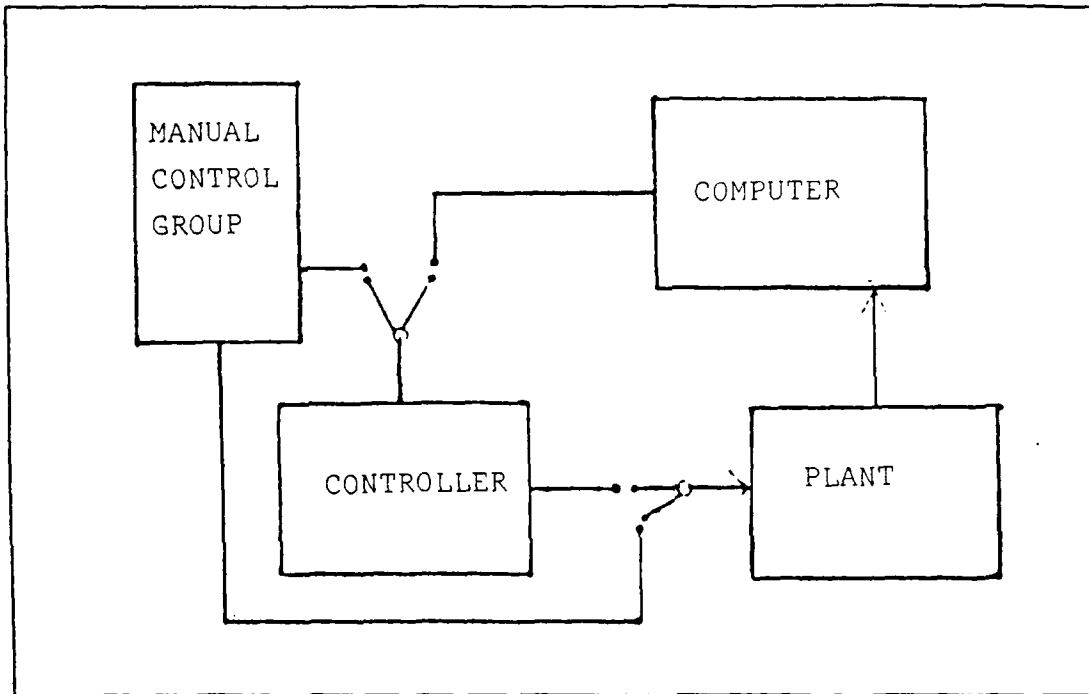 MANUAL
CONTROL
GROUP
COMPUTER
CONTROLLER
PLANT